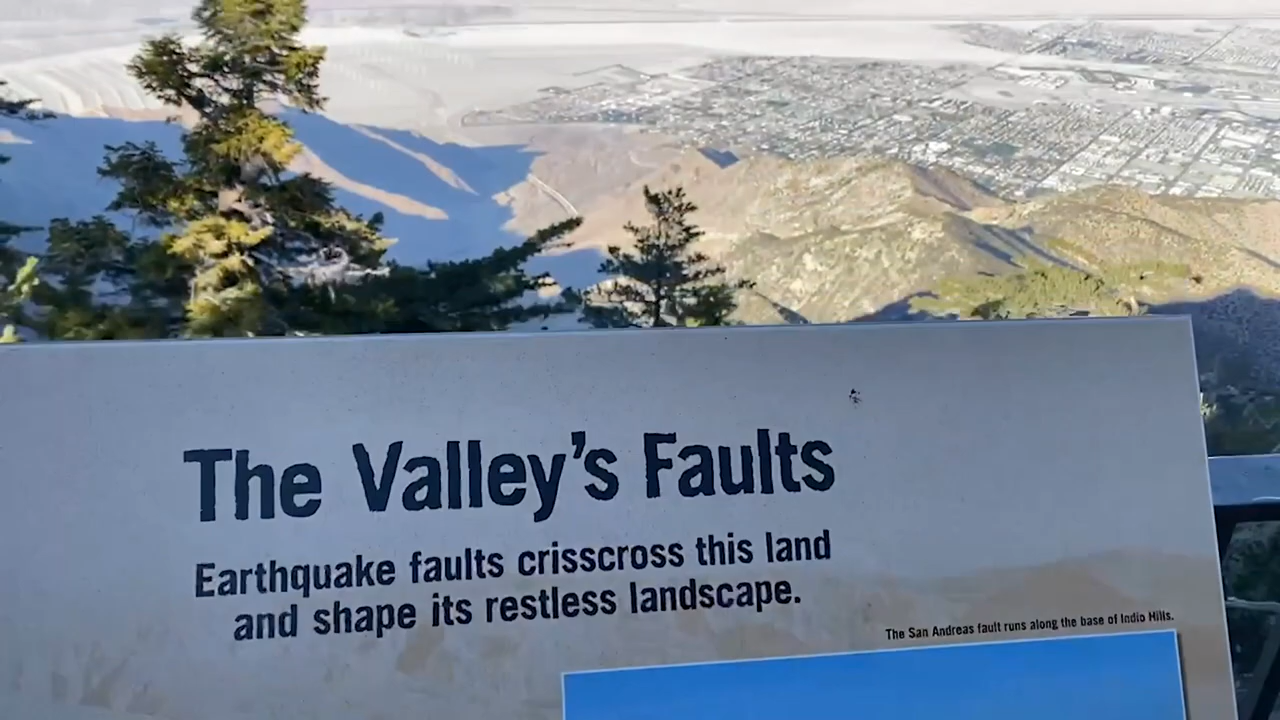 The Valley's Faults
Earthquake faults crisscross this land
and shape its restless landscape.
The San Andreas fault runs along the base of Indio Hills.